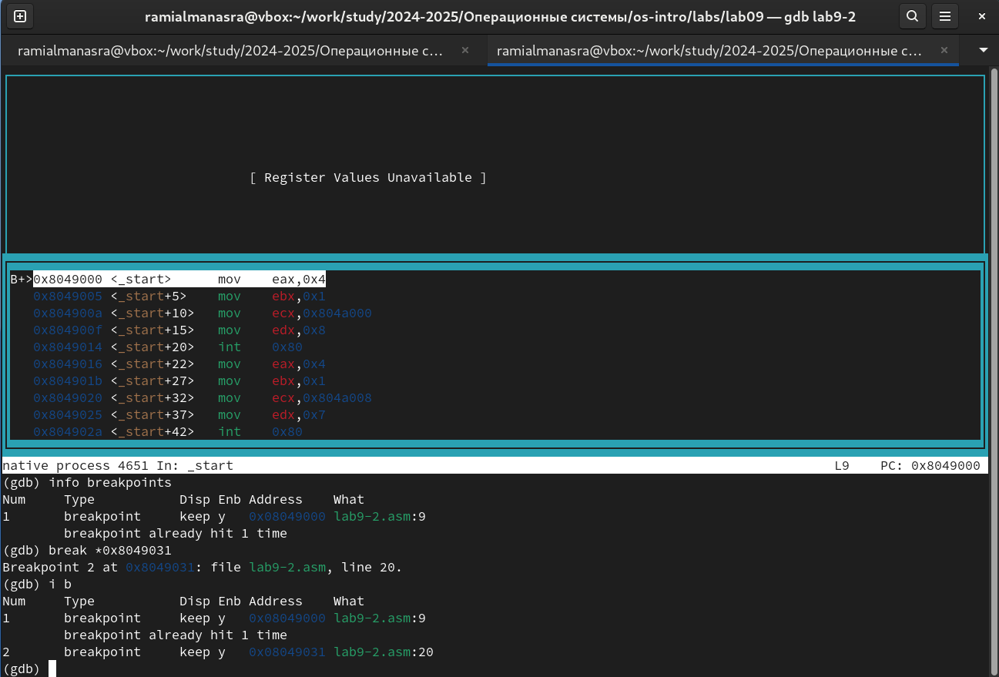 ramialmanasra@vbox:~/work/study/2024-2025/Операционные системы/os-intro/labs/lab09 — gdb lab9-2
ramialmanasra@vbox:~/work/study/2024-2025/Операционные с... × ramialmanasra@vbox:~/work/study/2024-2025/Операционные с... ×
[ Register Values Unavailable ]
B+>0x8049000 <_start>      mov    eax,0x4
0x8049005 <_start+5>    mov    ebx,0x1
0x804900a <_start+10>   mov    ecx,0x804a000
0x804900f <_start+15>   mov    edx,0x8
0x8049014 <_start+20>   int    0x80
0x8049016 <_start+22>   mov    eax,0x4
0x804901b <_start+27>   mov    ebx,0x1
0x8049020 <_start+32>   mov    ecx,0x804a008
0x8049025 <_start+37>   mov    edx,0x7
0x804902a <_start+42>   int    0x80
native process 4651 In: _start                                                                              L9    PC: 0x8049000
(gdb) info breakpoints
Num     Type           Disp Enb Address    What
1       breakpoint     keep y   0x08049000 lab9-2.asm:9
breakpoint already hit 1 time
(gdb) break *0x8049031
Breakpoint 2 at 0x8049031: file lab9-2.asm, line 20.
(gdb) i b
Num     Type           Disp Enb Address    What
1       breakpoint     keep y   0x08049000 lab9-2.asm:9
breakpoint already hit 1 time
2       breakpoint     keep y   0x08049031 lab9-2.asm:20
(gdb)